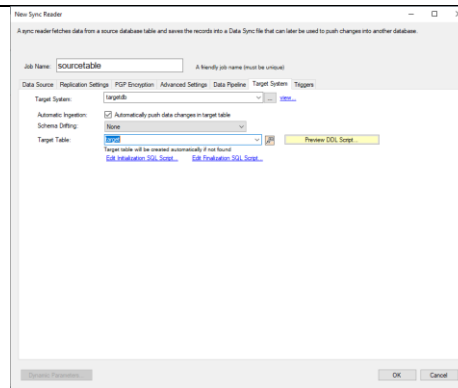 New Sync Reader
A sync reader fetches data from a source database table and saves the records into a Data Sync file that can later be used to push changes into another database.
Job Name: sourcetable A friendly job name (must be unique)
Data Source Replication Settings PGP Encryption Advanced Settings Data Pipeline Target System Triggers
Target System: targetdb ... view...
Automatic Ingestion: Automatically push data changes in target table
Schema Drifting: None
Target Table: target Preview DDL Script...
Target table will be created automatically if not found
Edit Initialization SQL Script... Edit Finalization SQL Script...
Dynamic Parameters... OK Cancel